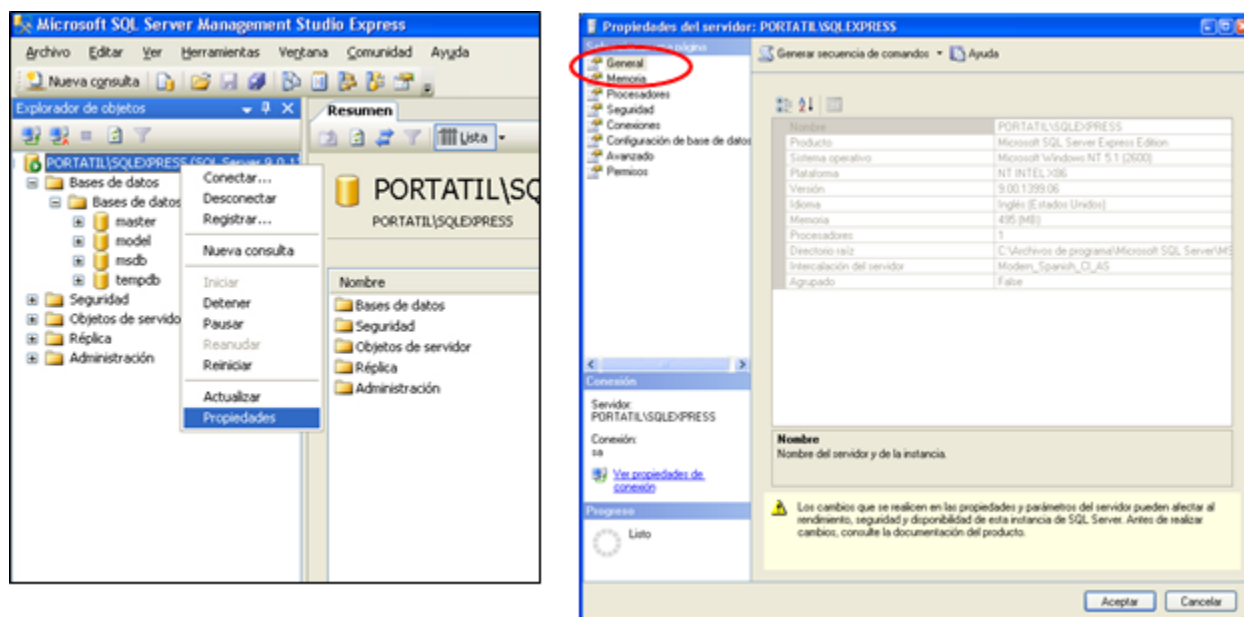 Microsoft SQL Server Management Studio Express
Archivo Editar Ver Herramientas Ventana Comunidad Ayuda
Nueva consulta
Explorador de objetos
Resumen
Lista
PORTATIL\SQLEXPRESS (SQL Server 9.0.1
Bases de datos
Bases de datos
master
model
msdb
tempdb
Seguridad
Objetos de servido
Réplica
Administración
Conectar...
Desconectar
Registrar...
Nueva consulta
Iniciar
Detener
Pausar
Reanudar
Reiniciar
Actualizar
Propiedades
PORTATIL\SQ
PORTATIL\SQLEXPRESS
Nombre
Bases de datos
Seguridad
Objetos de servidor
Réplica
Administración
Propiedades del servidor: PORTATIL\SQLEXPRESS
página
General
Memoria
Procesadores
Seguridad
Conexiones
Configuración de base de datos
Avanzado
Permisos
Generar secuencia de comandos Ayuda
Nombre PORTATIL\SQLEXPRESS
Producto Microsoft SQL Server Express Edition
Sistema operativo Microsoft Windows NT 5.1 (2600)
Plataforma NT INTEL X86
Versión 9.00.1399.06
Idioma Inglés (Estados Unidos)
Memoria 495 (MB)
Procesadores 1
Directorio raíz C:\Archivos de programa\Microsoft SQL Server\MS
Intercalación del servidor Modern_Spanish_CI_AS
Agrupado False
Conexión
Servidor:
PORTATIL\SQLEXPRESS
Conexión:
sa
Ver propiedades de
conexión
Progreso
Listo
Nombre
Nombre del servidor y de la instancia.
Los cambios que se realicen en las propiedades y parámetros del servidor pueden afectar al
rendimiento, seguridad y disponibilidad de esta instancia de SQL Server. Antes de realizar
cambios, consulte la documentación del producto.
Aceptar Cancelar